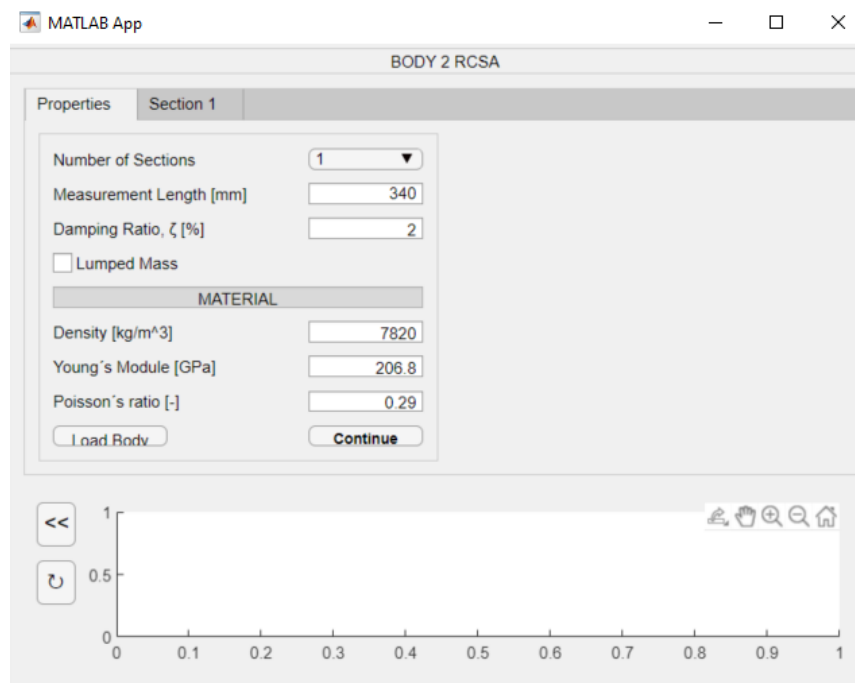 MATLAB App
BODY 2 RCSA
Properties Section 1
Number of Sections 1
Measurement Length [mm] 340
Damping Ratio, ζ [%] 2
Lumped Mass
MATERIAL
Density [kg/m^3] 7820
Young´s Module [GPa] 206.8
Poisson´s ratio [-] 0.29
Load Body Continue
<<
↻
1
0.5
0
0 0.1 0.2 0.3 0.4 0.5 0.6 0.7 0.8 0.9 1